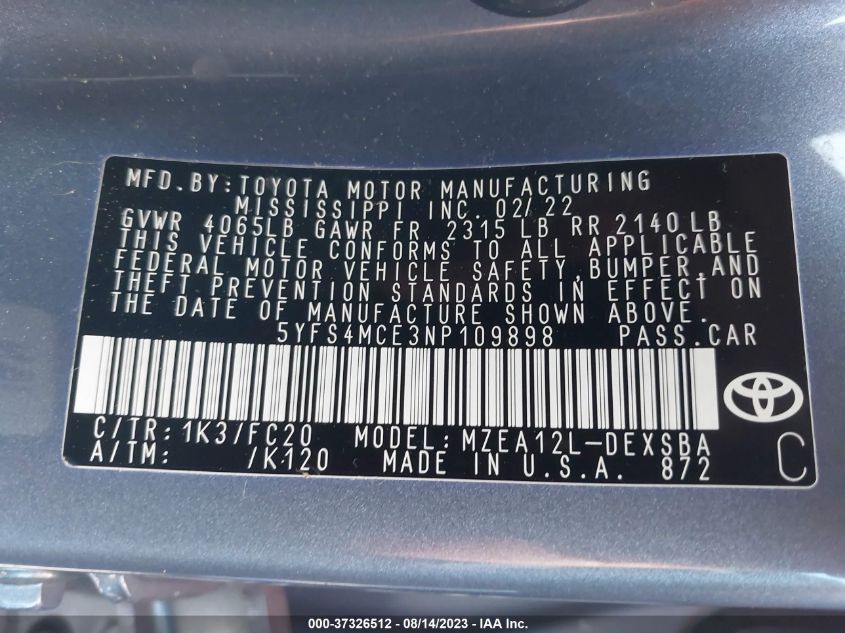 MFD.BY:TOYOTA MOTOR MANUFACTURING
MISSISSIPPI INC. 02/22
GVWR 4065LB GAWR FR 2315LB RR 2140LB
THIS VEHICLE CONFORMS TO ALL APPLICABLE
FEDERAL MOTOR VEHICLE SAFETY,BUMPER,AND
THEFT PREVENTION STANDARDS IN EFFECT ON
THE DATE OF MANUFACTURE SHOWN ABOVE.
5YFS4MCE3NP109898 PASS.CAR
C/TR: 1K3/FC20 MODEL: MZEA12L-DEXSBA
A/TM: /K120 MADE IN U.S.A. 872
C
000-37326512 - 08/14/2023 - IAA Inc.